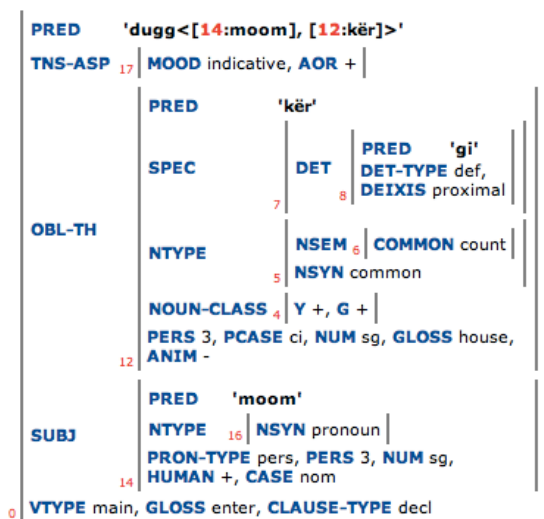 PRED 'dugg<[14:moom], [12:kër]>'
TNS-ASP 17 MOOD indicative, AOR +
PRED 'kër'
PRED 'gi'
SPEC DET DET-TYPE def,
7 8 DEIXIS proximal
OBL-TH
NTYPE NSEM 6 COMMON count
5 NSYN common
NOUN-CLASS 4 Y +, G +
PERS 3, PCASE ci, NUM sg, GLOSS house,
12 ANIM -
PRED 'moom'
SUBJ NTYPE 16 NSYN pronoun
PRON-TYPE pers, PERS 3, NUM sg,
14 HUMAN +, CASE nom
0 VTYPE main, GLOSS enter, CLAUSE-TYPE decl